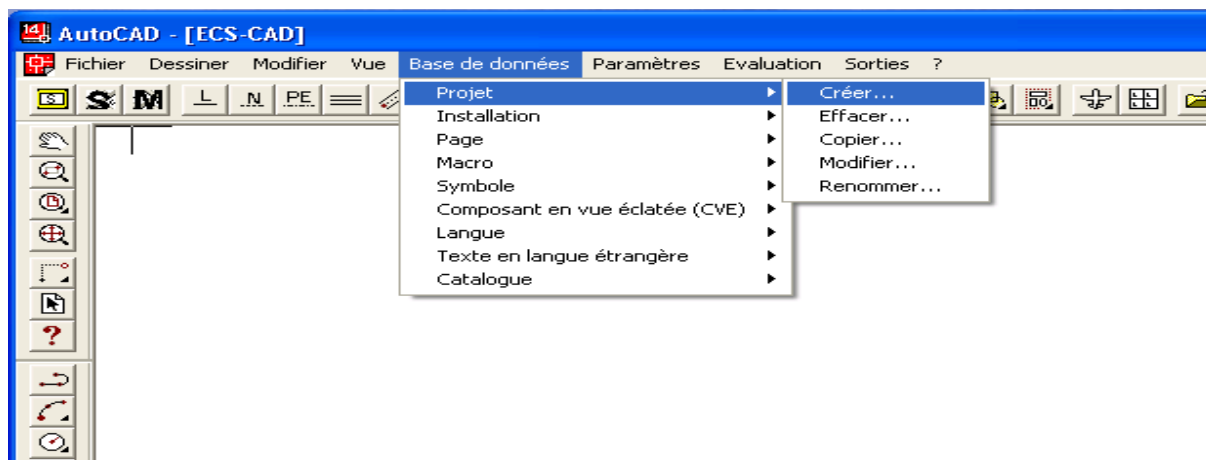 AutoCAD - [ECS-CAD]
Fichier Dessiner Modifier Vue Base de données Paramètres Evaluation Sorties ?
S S M L .N. PE
Projet
Installation
Page
Macro
Symbole
Composant en vue éclatée (CVE)
Langue
Texte en langue étrangère
Catalogue
Créer...
Effacer...
Copier...
Modifier...
Renommer...